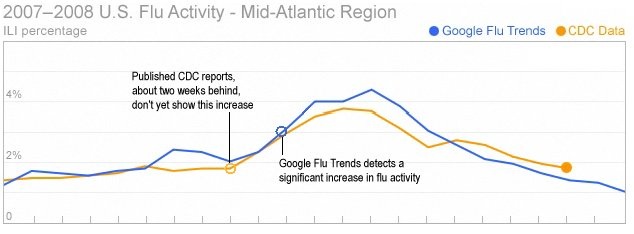 2007–2008 U.S. Flu Activity - Mid-Atlantic Region
ILI percentage
Google Flu Trends
CDC Data
Published CDC reports,
about two weeks behind,
don't yet show this increase
4%
Google Flu Trends detects a
significant increase in flu activity
2%
0